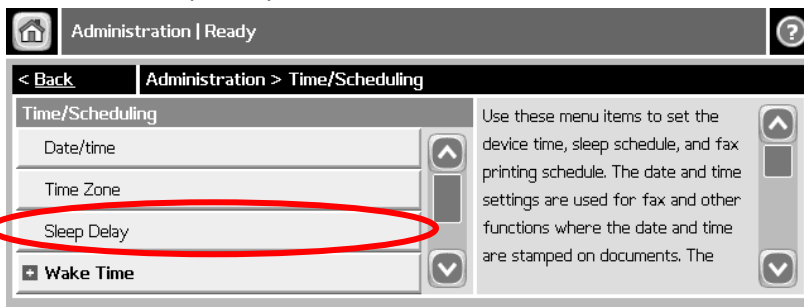 Administration | Ready
?
< Back
Administration > Time/Scheduling
Time/Scheduling
Date/time
Time Zone
Sleep Delay
+ Wake Time
Use these menu items to set the
device time, sleep schedule, and fax
printing schedule. The date and time
settings are used for fax and other
functions where the date and time
are stamped on documents. The